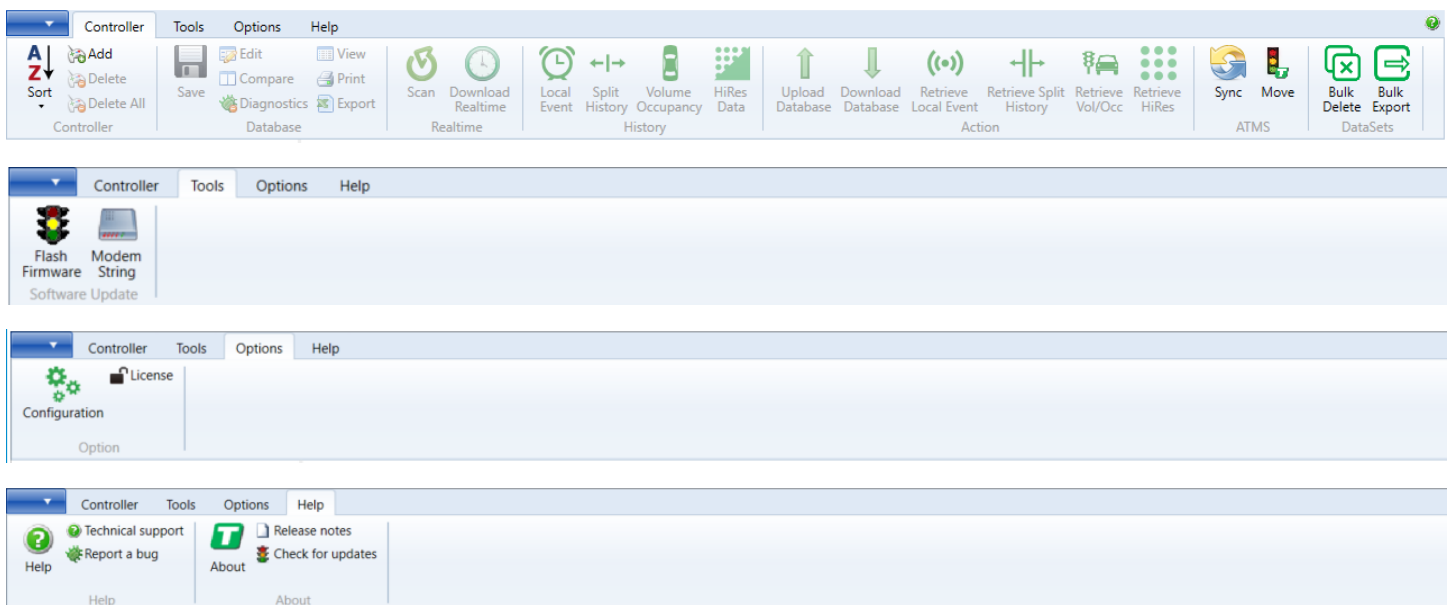 Controller Tools Options Help
Sort
Add
Delete
Delete All
Controller
Save
Edit
Compare
Diagnostics
View
Print
Export
Database
Scan
Download
Realtime
Realtime
Local
Event
Split
History
Volume
Occupancy
HiRes
Data
History
Upload
Database
Download
Database
Retrieve
Local Event
Retrieve Split
History
Retrieve
Vol/Occ
Retrieve
HiRes
Action
Sync
Move
ATMS
Bulk
Delete
Bulk
Export
DataSets
Controller Tools Options Help
Flash
Firmware
Modem
String
Software Update
Controller Tools Options Help
Configuration
License
Option
Controller Tools Options Help
Help
Technical support
Report a bug
Help
About
Release notes
Check for updates
About